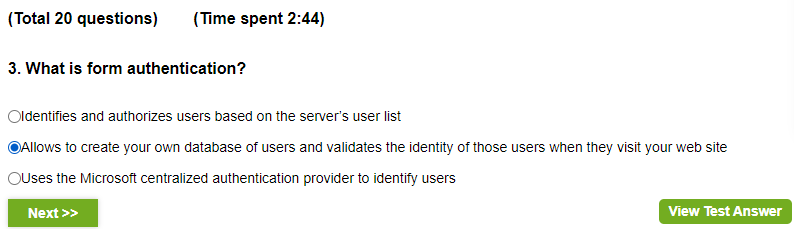 (Total 20 questions) (Time spent 2:44)
3. What is form authentication?
Identifies and authorizes users based on the server's user list
Allows to create your own database of users and validates the identity of those users when they visit your web site
Uses the Microsoft centralized authentication provider to identify users
Next >> View Test Answer